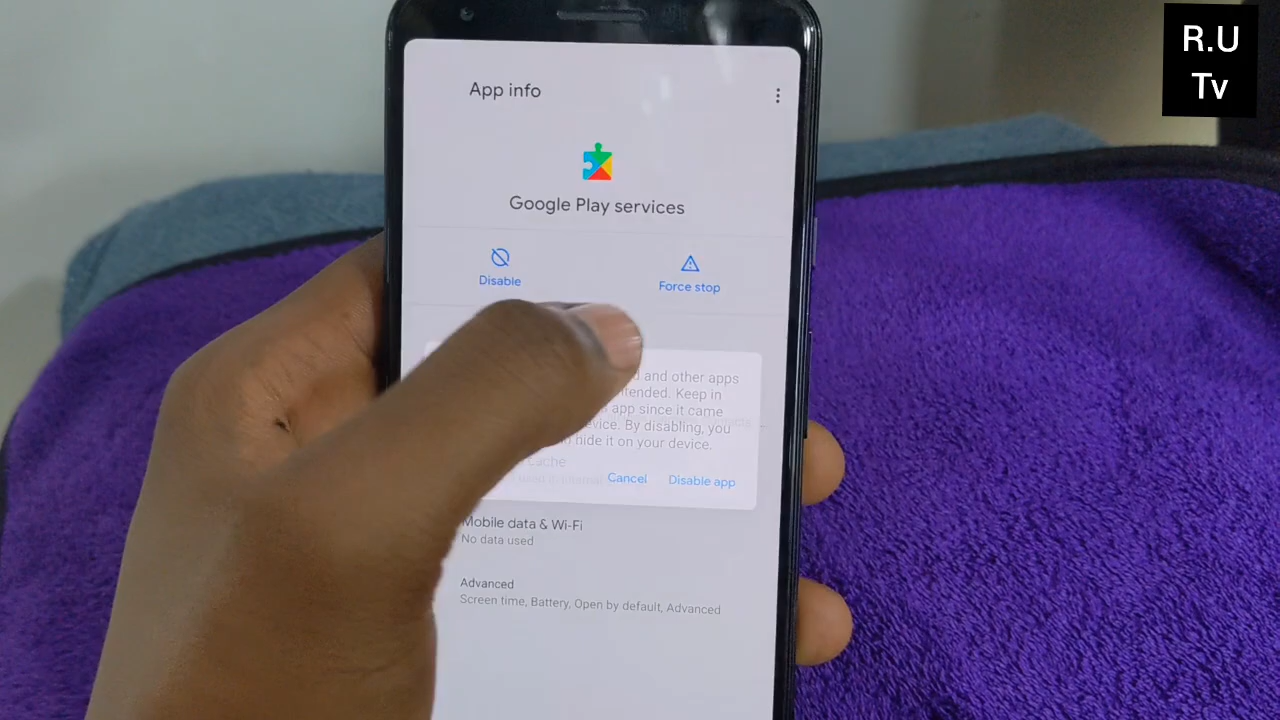 R.U
Tv
App info
Google Play services
Disable
Force stop
and other apps
tended. Keep in
app since it came
vice. By disabling, you
hide it on your device.
cache
Cancel
Disable app
Mobile data & Wi-Fi
No data used
Advanced
Screen time, Battery, Open by default, Advanced